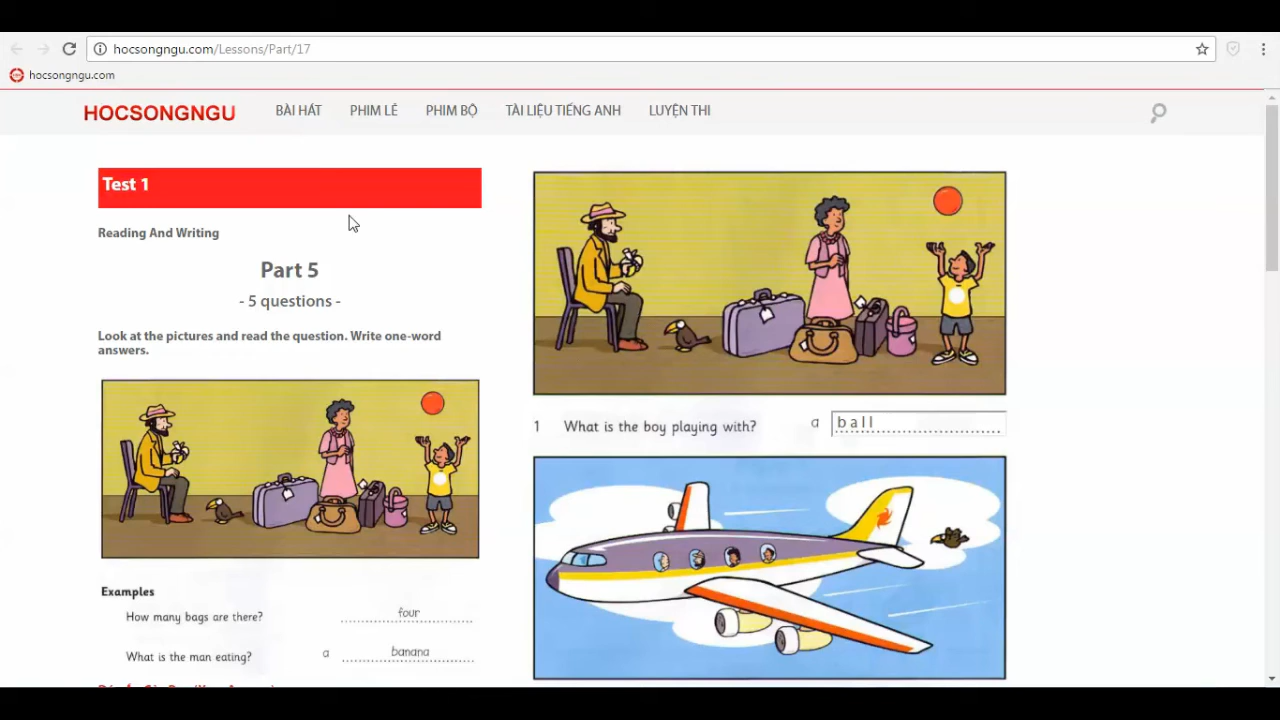 hocsongngu.com/Lessons/Part/17
hocsongngu.com
HOCSONGNGU BÀI HÁT PHIM LẺ PHIM BỘ TÀI LIỆU TIẾNG ANH LUYỆN THI
Test 1
Reading And Writing
Part 5
- 5 questions -
Look at the pictures and read the question. Write one-word
answers.
Examples
How many bags are there? four
What is the man eating? a banana
1 What is the boy playing with? a ball